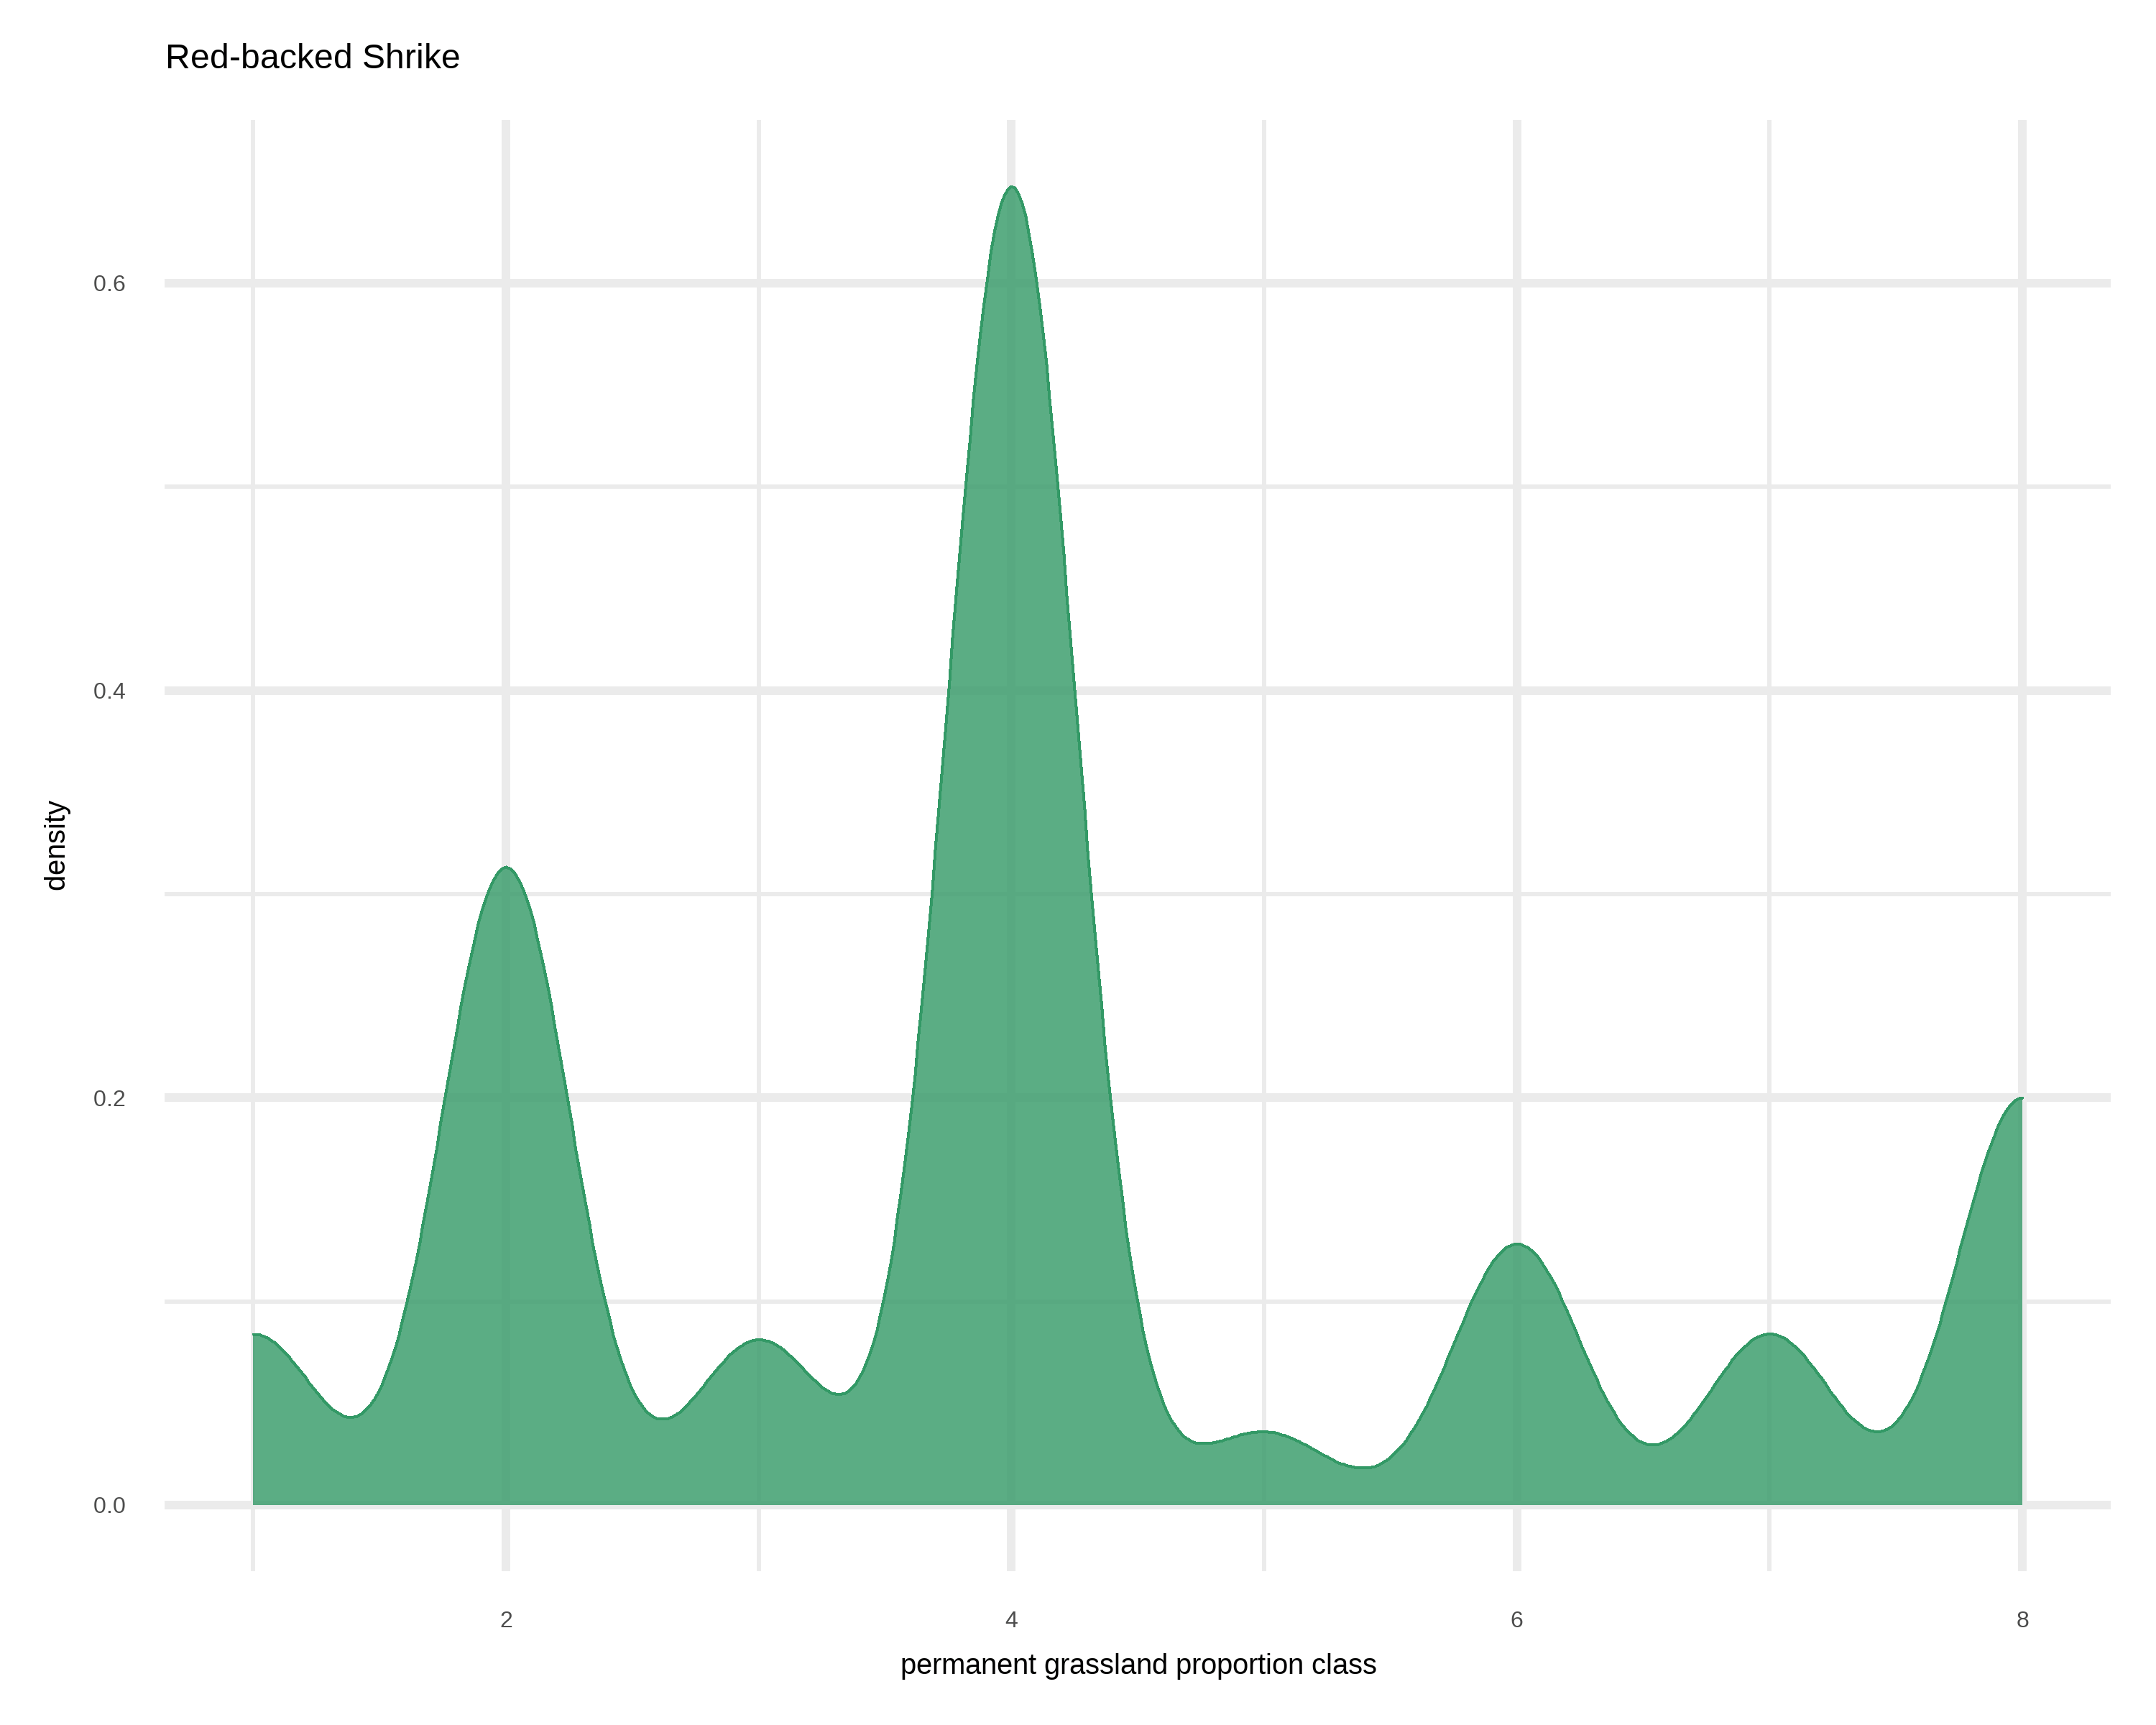 Red-backed Shrike
0.6
0.4
density
0.2
0.0
2 4 6 8
permanent grassland proportion class